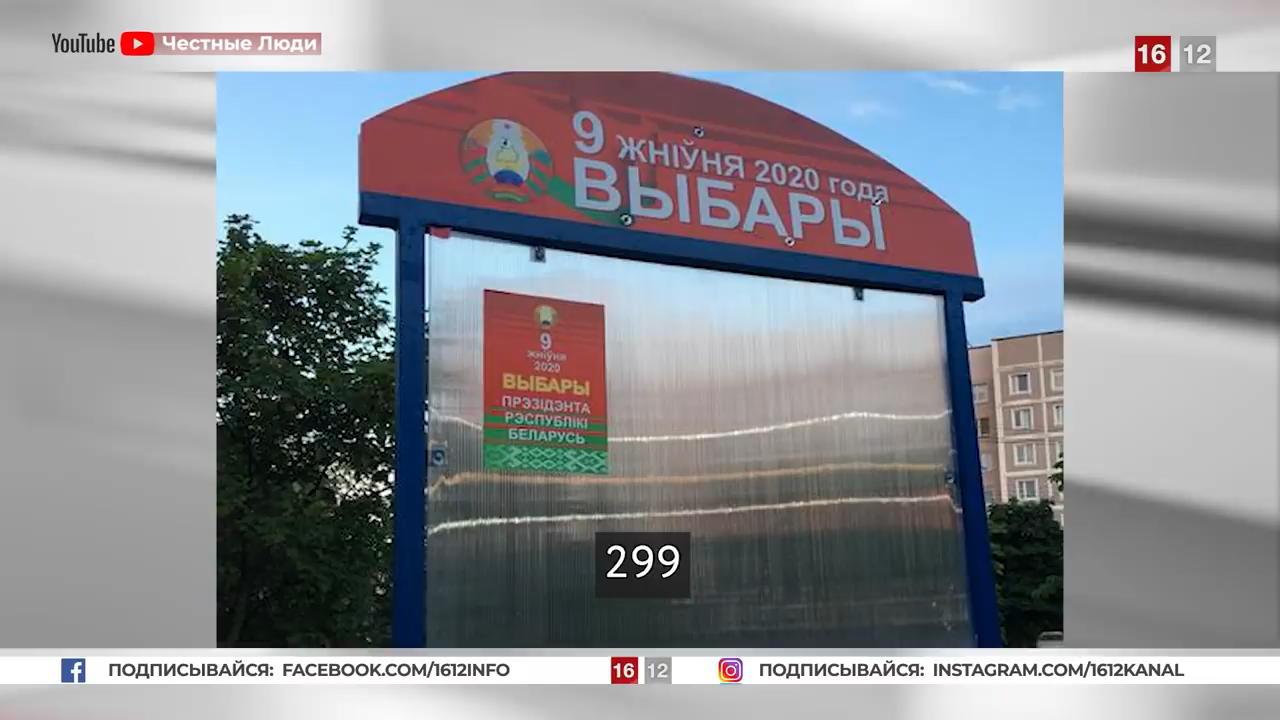 YouTube Честные Люди
16 12
9 ЖНІЎНЯ 2020 года
ВЫБАРЫ
9
ЖНІЎНЯ
2020
ВЫБАРЫ
ПРЭЗІДЭНТА
РЭСПУБЛІКІ
БЕЛАРУСЬ
299
ПОДПИСЫВАЙСЯ: FACEBOOK.COM/1612INFO
16 12
ПОДПИСЫВАЙСЯ: INSTAGRAM.COM/1612KANAL